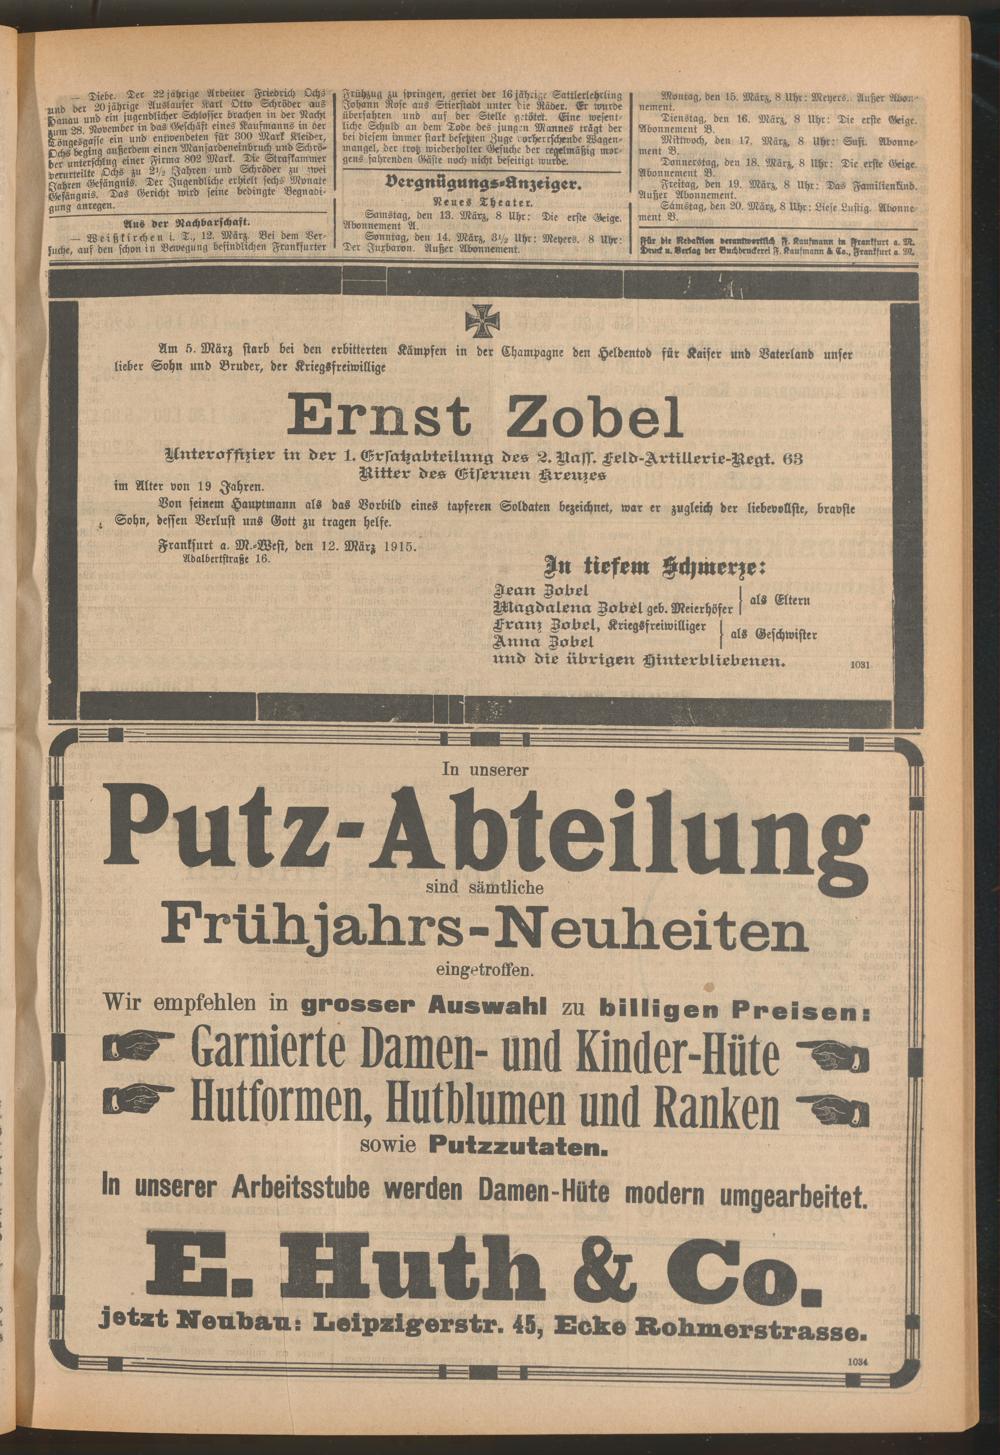 — Diebe. Der 22jährige Arbeiter Friedrich Ochs
und der 20jährige Auslaufer Karl Otto Schröder aus
Hanau und ein jugendlicher Schlosser brachen in der Nacht
zum 28. November in das Geschäft eines Kaufmanns in der
Töngesgasse ein und entwendeten für 300 Mark Kleider.
Ochs beging außerdem einen Mansardeneinbruch und Schrö-
der unterschlug einer Firma 802 Mark. Die Strafkammer
verurteilte Ochs zu 2½ Jahren und Schröder zu zwei
Jahren Gefängnis. Der Jugendliche erhielt sechs Monate
Gefängnis. Das Gericht wird seine bedingte Begnadi-
gung anregen.
Aus der Nachbarschaft.
— Weißkirchen i. T., 12. März. Bei dem Ver-
suche, auf den schon in Bewegung befindlichen Frankfurter
Frühzug zu springen, geriet der 16jährige Sattlerlehrling
Johann Rose aus Stierstadt unter die Räder. Er wurde
überfahren und auf der Stelle getötet. Eine wesent-
liche Schuld an dem Tode des jungen Mannes trägt der
bei diesem immer stark besetzten Zuge vorherrschende Wagen-
mangel, der trotz wiederholter Gesuche der regelmäßig mor-
gens fahrenden Gäste noch nicht beseitigt wurde.
Vergnügungs-Anzeiger.
Neues Theater.
Samstag, den 13. März, 8 Uhr: Die erste Geige.
Abonnement A.
Sonntag, den 14. März, 3½ Uhr: Meyers. 8 Uhr:
Der Juxbaron. Außer Abonnement.
Montag, den 15. März, 8 Uhr: Meyers. Außer Abon-
nement.
Dienstag, den 16. März, 8 Uhr: Die erste Geige.
Abonnement B.
Mittwoch, den 17. März, 8 Uhr: Susi. Abonne-
ment B.
Donnerstag, den 18. März, 8 Uhr: Die erste Geige.
Abonnement B.
Freitag, den 19. März, 8 Uhr: Das Familienkind.
Außer Abonnement.
Samstag, den 20. März, 8 Uhr: Liese Lustig. Abonne-
ment B.
Für die Redaktion verantwortlich F. Kaufmann in Frankfurt a. M.
Druck u. Verlag der Buchdruckerei F. Kaufmann & Co., Frankfurt a. M.
Am 5. März starb bei den erbitterten Kämpfen in der Champagne den Heldentod für Kaiser und Vaterland unser
lieber Sohn und Bruder, der Kriegsfreiwillige
Ernst Zobel
Unteroffizier in der 1. Ersatzabteilung des 2. Nass. Feld-Artillerie-Regt. 63
Ritter des Eisernen Kreuzes
im Alter von 19 Jahren.
Von seinem Hauptmann als das Vorbild eines tapferen Soldaten bezeichnet, war er zugleich der liebevollste, bravste
Sohn, dessen Verlust uns Gott zu tragen helfe.
Frankfurt a. M.-West, den 12. März 1915.
Adalbertstraße 16.
In tiefem Schmerze:
Jean Zobel
Magdalena Zobel geb. Meierhöfer
als Eltern
Franz Zobel, Kriegsfreiwilliger
Anna Zobel
als Geschwister
und die übrigen Hinterbliebenen.
1031
In unserer
Putz-Abteilung
sind sämtliche
Frühjahrs-Neuheiten
eingetroffen.
Wir empfehlen in grosser Auswahl zu billigen Preisen:
Garnierte Damen- und Kinder-Hüte
Hutformen, Hutblumen und Ranken
sowie Putzzutaten.
In unserer Arbeitsstube werden Damen-Hüte modern umgearbeitet.
E. Huth & Co.
jetzt Neubau: Leipzigerstr. 45, Ecke Rohmerstrasse.
1034